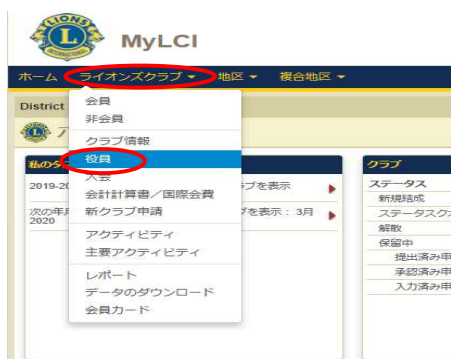 LIONS
L
INTERNATIONAL
MyLCI
ホーム ライオンズクラブ 地区 複合地区
District
会員
非会員
クラブ情報
役員
大会
会計計算書／国際会費
新クラブ申請
アクティビティ
主要アクティビティ
レポート
データのダウンロード
会員カード
2019-20
ブを表示
次の年
2020
ブを表示： 3月
クラブ
ステータス
新規結成
ステータスク
解散
保留中
提出済み申
承認済み申
入力済み申